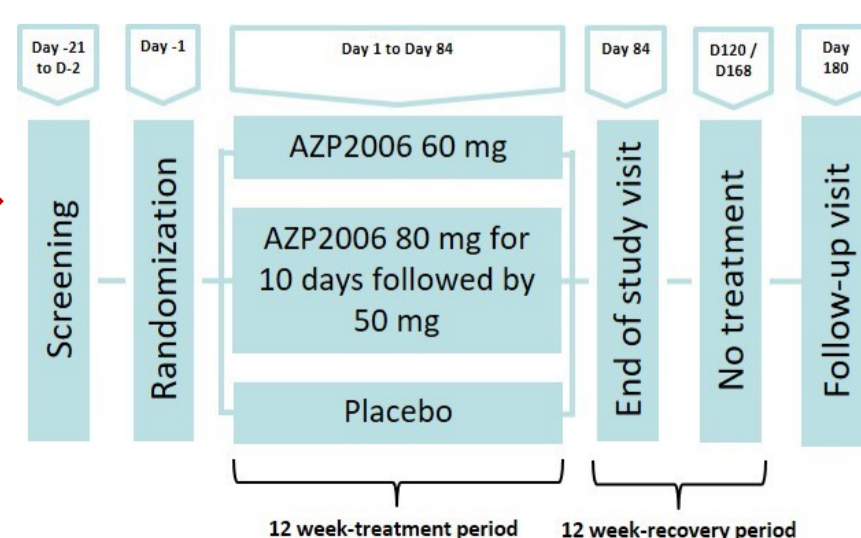 Day -21
to D-2
Day -1
Day 1 to Day 84
Day 84
D120 /
D168
Day
180
Screening
Randomization
AZP2006 60 mg
AZP2006 80 mg for
10 days followed by
50 mg
Placebo
End of study visit
No treatment
Follow-up visit
12 week-treatment period
12 week-recovery period